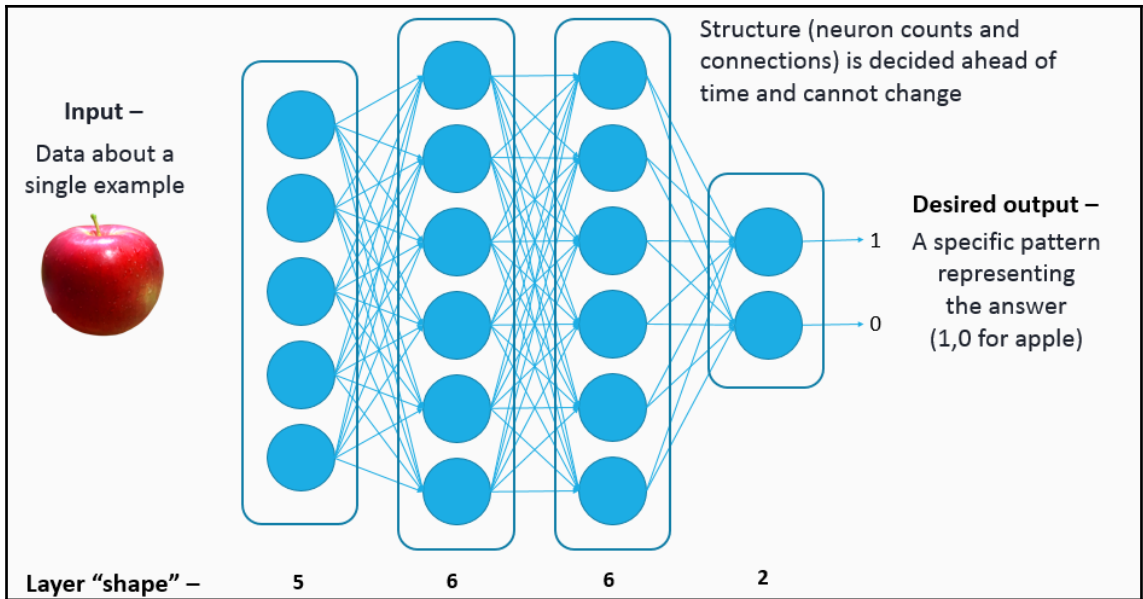 Structure (neuron counts and
connections) is decided ahead of
time and cannot change
Input –
Data about a
single example
Desired output –
A specific pattern
representing
the answer
(1,0 for apple)
1
0
Layer “shape” –
5
6
6
2